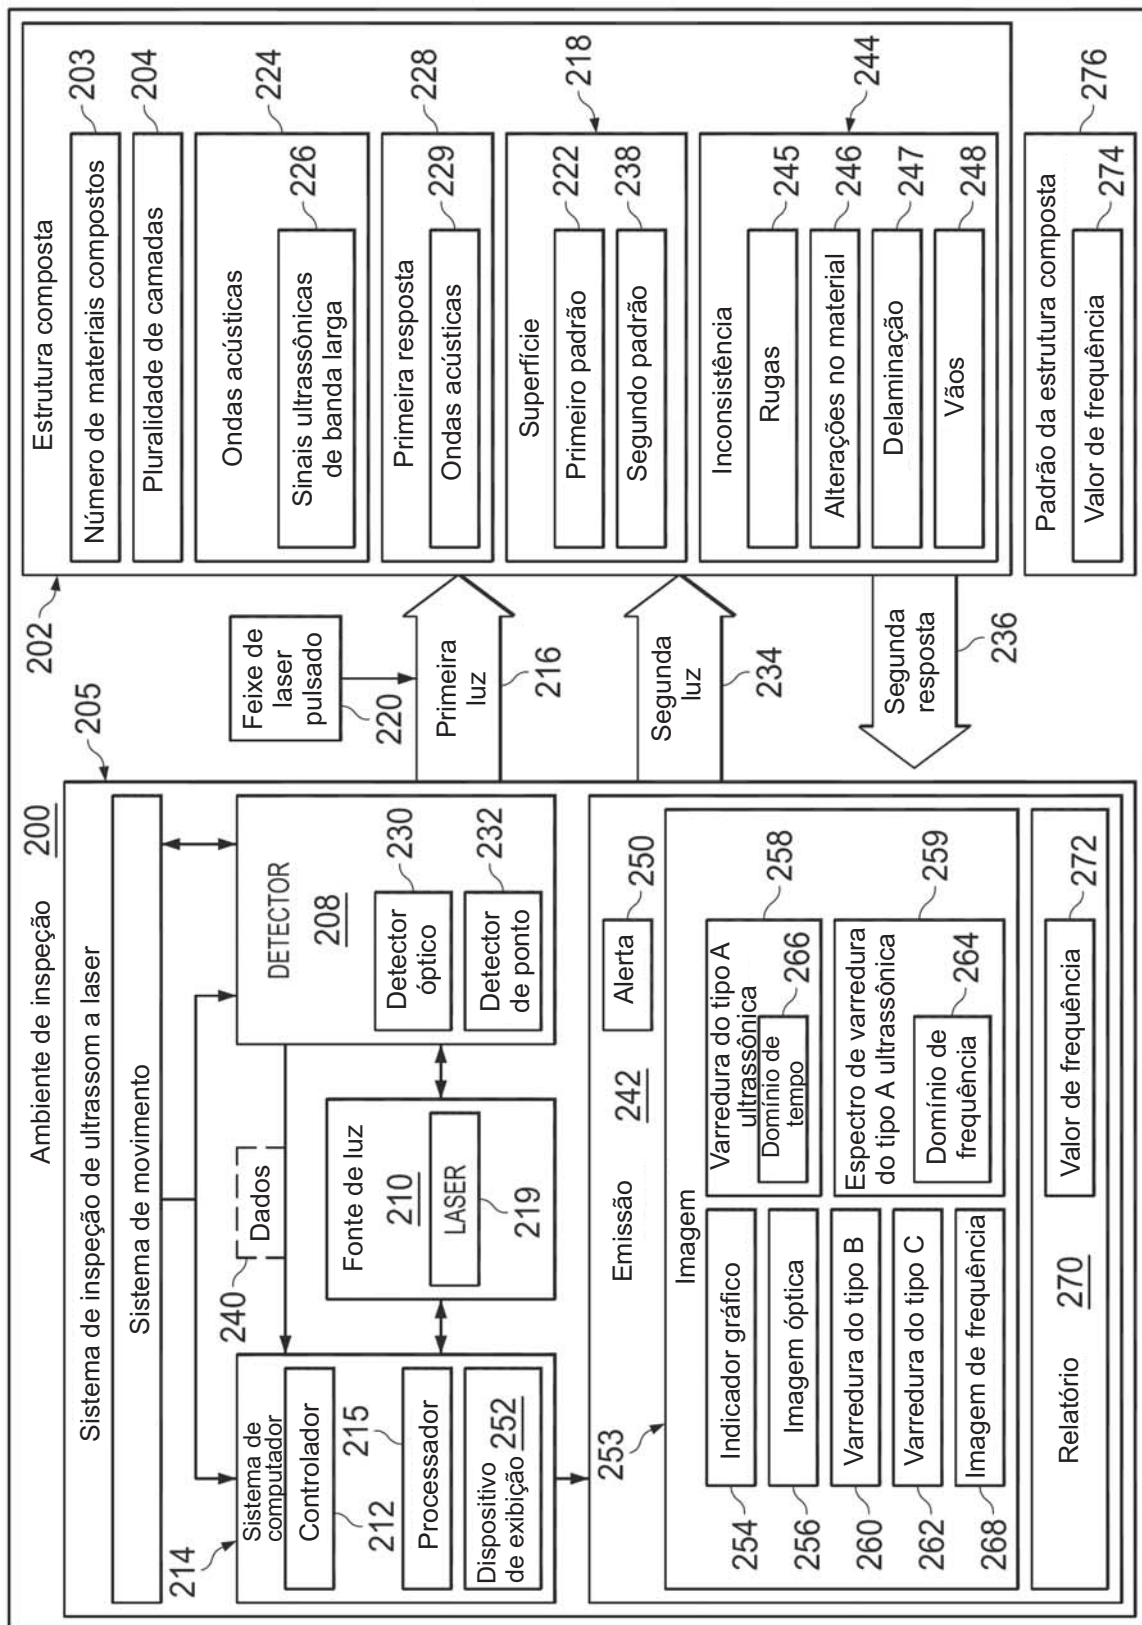 Ambiente de inspeção
200
205
Sistema de inspeção de ultrassom a laser
Sistema de movimento
214
Sistema de
computador
Controlador
212
215
Processador
Dispositivo
de exibição
252
240
Dados
Fonte de luz
210
LASER
219
DETECTOR
208
Detector
óptico
230
Detector
de ponto
232
253
Emissão
242
Alerta
250
Imagem
254
Indicador gráfico
256
Imagem óptica
260
Varredura do tipo B
262
Varredura do tipo C
268
Imagem de frequência
Varredura do tipo A
ultrassônica
258
Domínio de
tempo
266
Espectro de varredura
do tipo A ultrassônica
259
Domínio de
frequência
264
Relatório
270
Valor de frequência
272
Feixe de
laser
pulsado
220
Primeira
luz
216
Segunda
luz
234
Segunda
resposta
236
202
Estrutura composta
Número de materiais compostos
203
Pluralidade de camadas
204
Ondas acústicas
224
Sinais ultrassônicas
de banda larga
226
Primeira resposta
228
Ondas acústicas
229
Superfície
218
Primeiro padrão
222
Segundo padrão
238
Inconsistência
244
Rugas
245
Alterações no material
246
Delaminação
247
Vãos
248
Padrão da estrutura composta
276
Valor de frequência
274